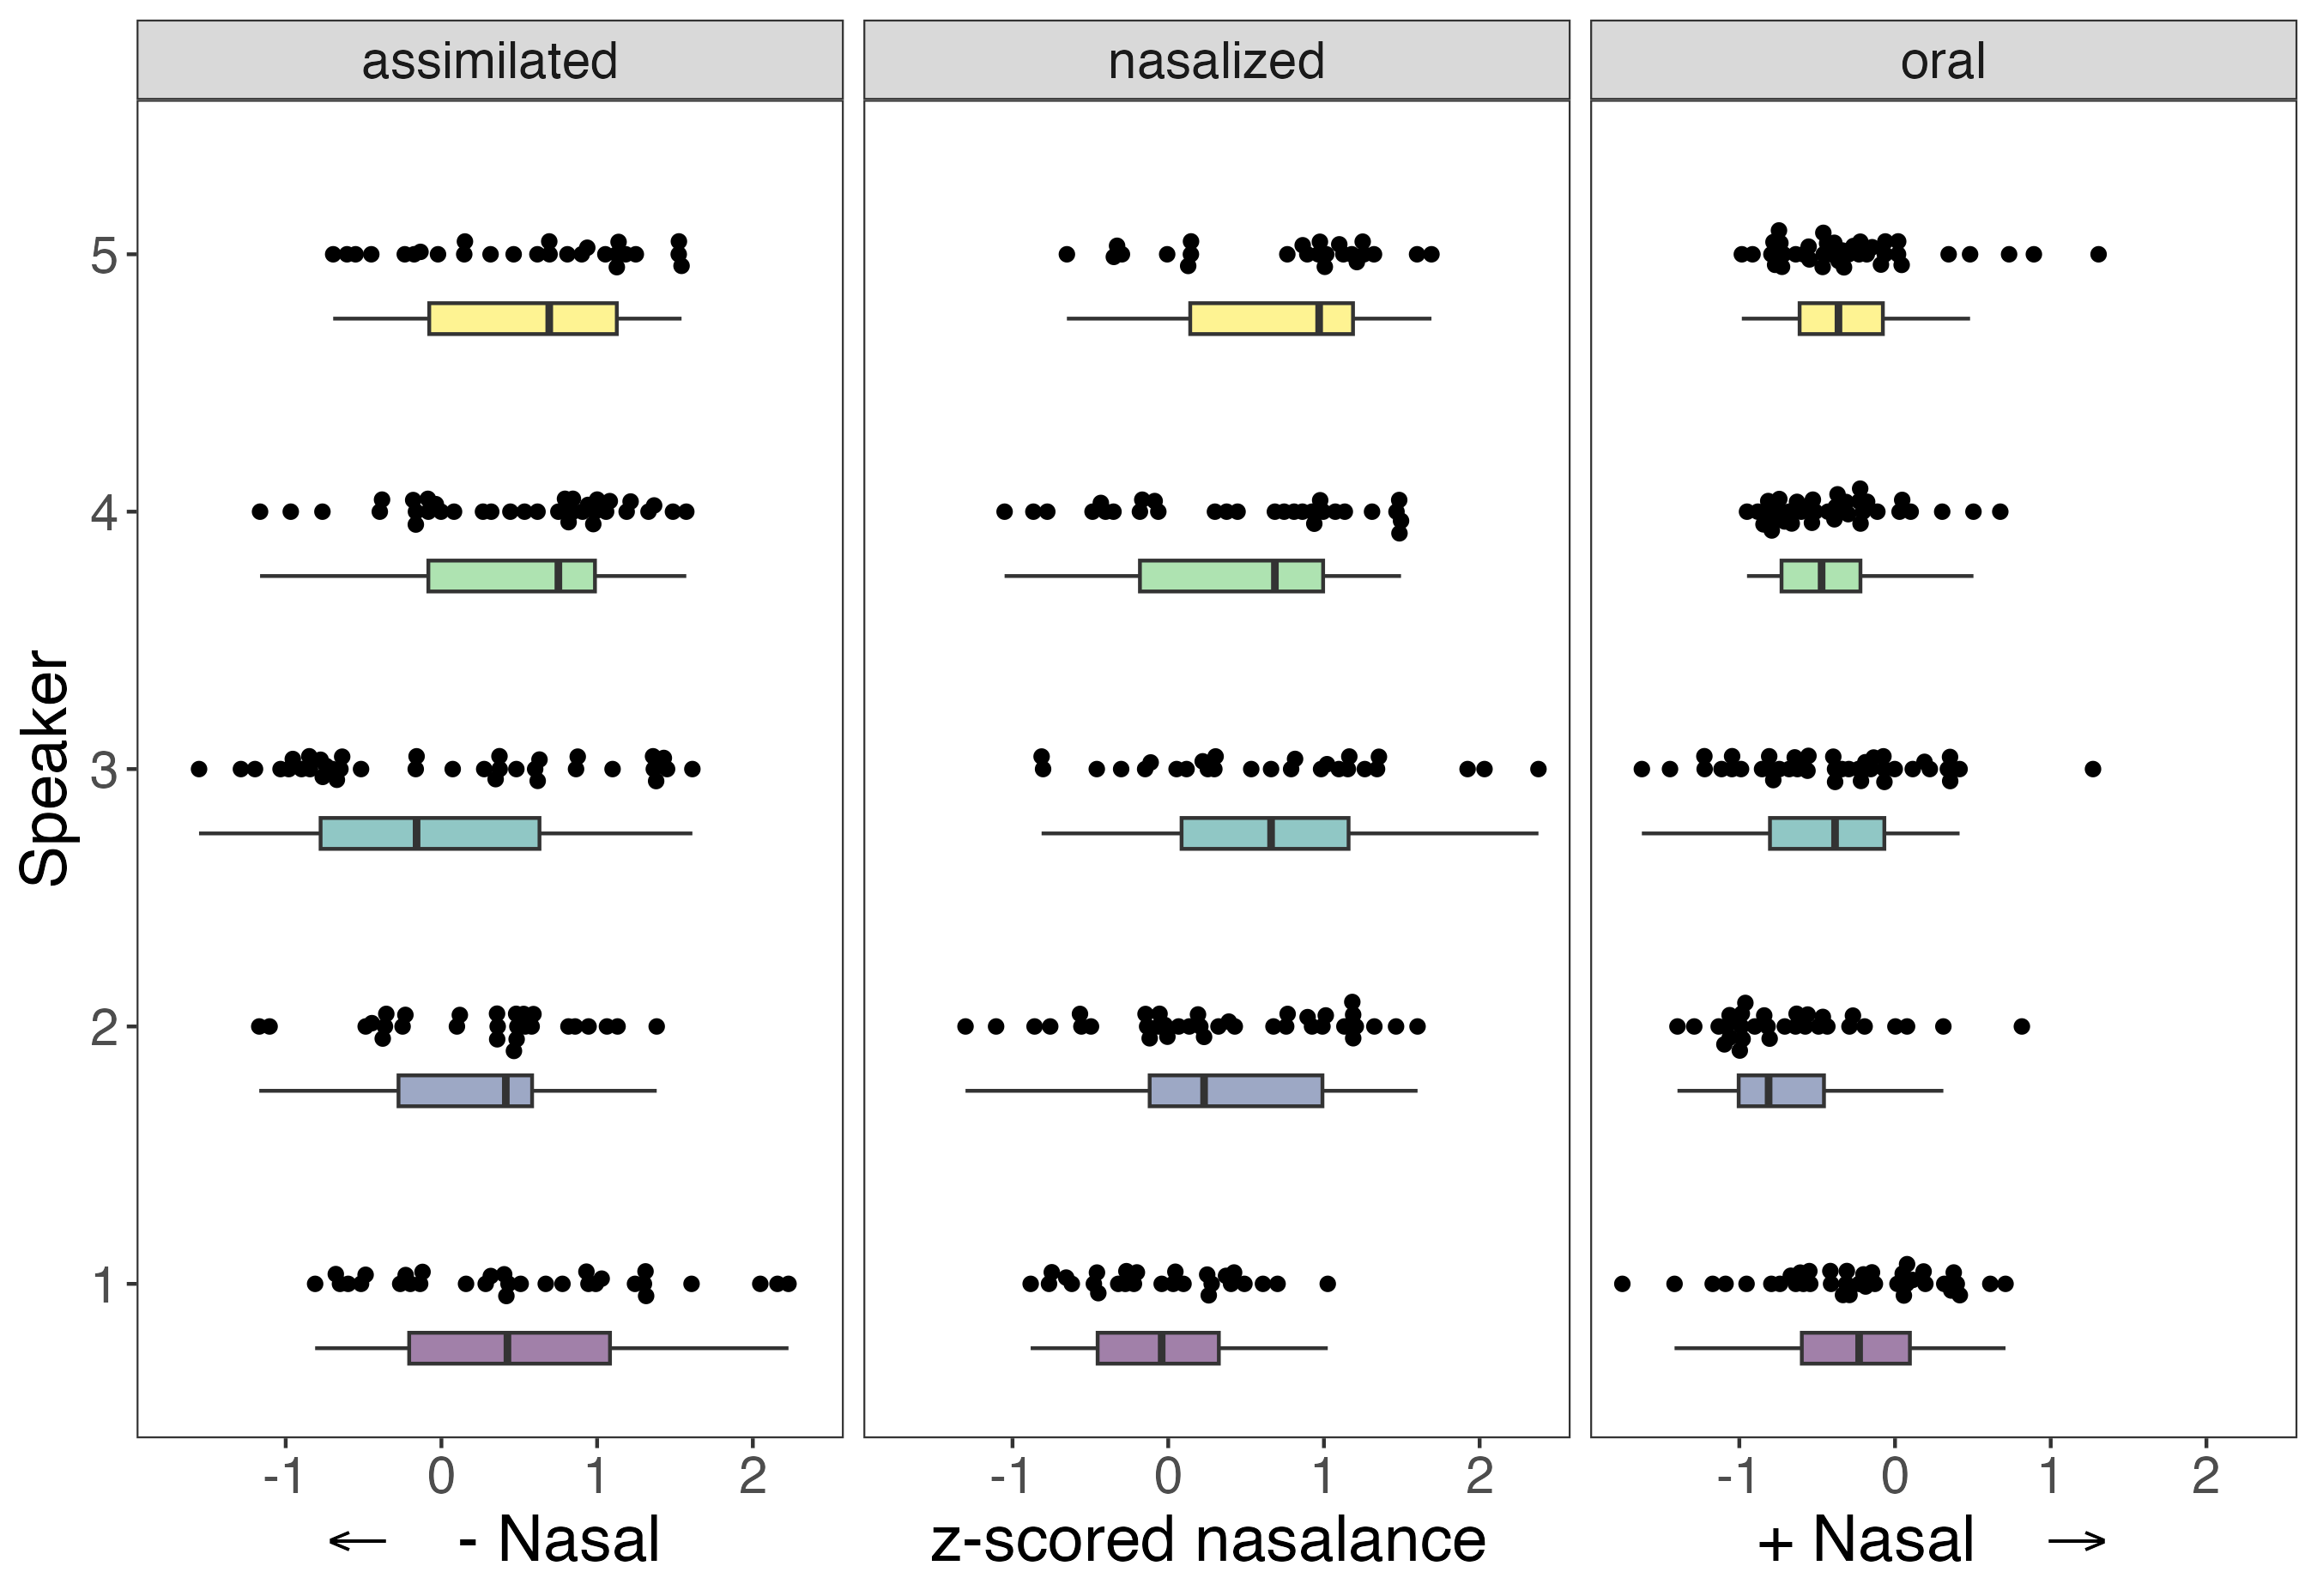 assimilated nasalized oral
5
4
3
2
1
Speaker
-1 0 1 2 -1 0 1 2 -1 0 1 2
← - Nasal z-scored nasalance + Nasal →